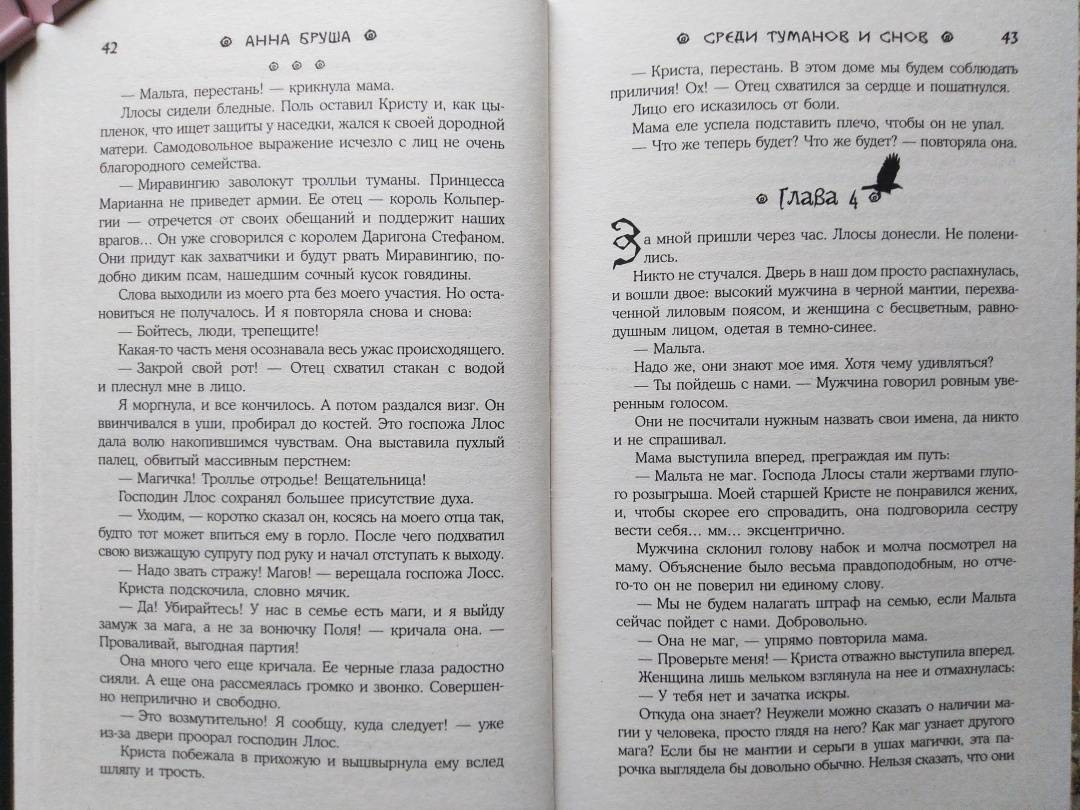 42
АННА БРУША
— Мальта, перестань! — крикнула мама.
Ллосы сидели бледные. Поль оставил Кристу и, как цы-
пленок, что ищет защиты у наседки, жался к своей дородной
матери. Самодовольное выражение исчезло с лиц не очень
благородного семейства.
— Миравингию заволокут тролльи туманы. Принцесса
Марианна не приведет армии. Ее отец — король Кольпер-
гии — отречется от своих обещаний и поддержит наших
врагов... Он уже сговорился с королем Даригона Стефаном.
Они придут как захватчики и будут рвать Миравингию, по-
добно диким псам, нашедшим сочный кусок говядины.
Слова выходили из моего рта без моего участия. Но оста-
новиться не получалось. И я повторяла снова и снова:
— Бойтесь, люди, трепещите!
Какая-то часть меня осознавала весь ужас происходящего.
— Закрой свой рот! — Отец схватил стакан с водой
и плеснул мне в лицо.
Я моргнула, и все кончилось. А потом раздался визг. Он
ввинчивался в уши, пробирал до костей. Это госпожа Ллос
дала волю накопившимся чувствам. Она выставила пухлый
палец, обвитый массивным перстнем:
— Магичка! Троллье отродье! Вещательница!
Господин Ллос сохранял большее присутствие духа.
— Уходим, — коротко сказал он, косясь на моего отца так,
будто тот может впиться ему в горло. После чего подхватил
свою визжащую супругу под руку и начал отступать к выходу.
— Надо звать стражу! Магов! — верещала госпожа Лосс.
Криста подскочила, словно мячик.
— Да! Убирайтесь! У нас в семье есть маги, и я выйду
замуж за мага, а не за вонючку Поля! — кричала она. —
Проваливай, выгодная партия!
Она много чего еще кричала. Ее черные глаза радостно
сияли. А еще она рассмеялась громко и звонко. Совершен-
но неприлично и свободно.
— Это возмутительно! Я сообщу, куда следует! — уже
из-за двери проорал господин Ллос.
Криста побежала в прихожую и вышвырнула ему вслед
шляпу и трость.
СРЕДИ ТУМАНОВ И СНОВ
43
— Криста, перестань. В этом доме мы будем соблюдать
приличия! Ох! — Отец схватился за сердце и пошатнулся.
Лицо его исказилось от боли.
Мама еле успела подставить плечо, чтобы он не упал.
— Что же теперь будет? Что же будет? — повторяла она.
Глава 4
За мной пришли через час. Ллосы донесли. Не полени-
лись.
Никто не стучался. Дверь в наш дом просто распахнулась,
и вошли двое: высокий мужчина в черной мантии, перехва-
ченной лиловым поясом, и женщина с бесцветным, равно-
душным лицом, одетая в темно-синее.
— Мальта.
Надо же, они знают мое имя. Хотя чему удивляться?
— Ты пойдешь с нами. — Мужчина говорил ровным уве-
ренным голосом.
Они не посчитали нужным назвать свои имена, да никто
и не спрашивал.
Мама выступила вперед, преграждая им путь:
— Мальта не маг. Господа Ллосы стали жертвами глупо-
го розыгрыша. Моей старшей Кристе не понравился жених,
и, чтобы скорее его спровадить, она подговорила сестру
вести себя... мм... эксцентрично.
Мужчина склонил голову набок и молча посмотрел на
маму. Объяснение было весьма правдоподобным, но отче-
го-то он не поверил ни единому слову.
— Мы не будем налагать штраф на семью, если Мальта
сейчас пойдет с нами. Добровольно.
— Она не маг, — упрямо повторила мама.
— Проверьте меня! — Криста отважно выступила вперед.
Женщина лишь мельком взглянула на нее и отмахнулась:
— У тебя нет и зачатка искры.
Откуда она знает? Неужели можно сказать о наличии ма-
гии у человека, просто глядя на него? Как маг узнает другого
мага? Если бы не мантии и серьги в ушах магички, эта па-
рочка выглядела бы довольно обычно. Нельзя сказать, что они